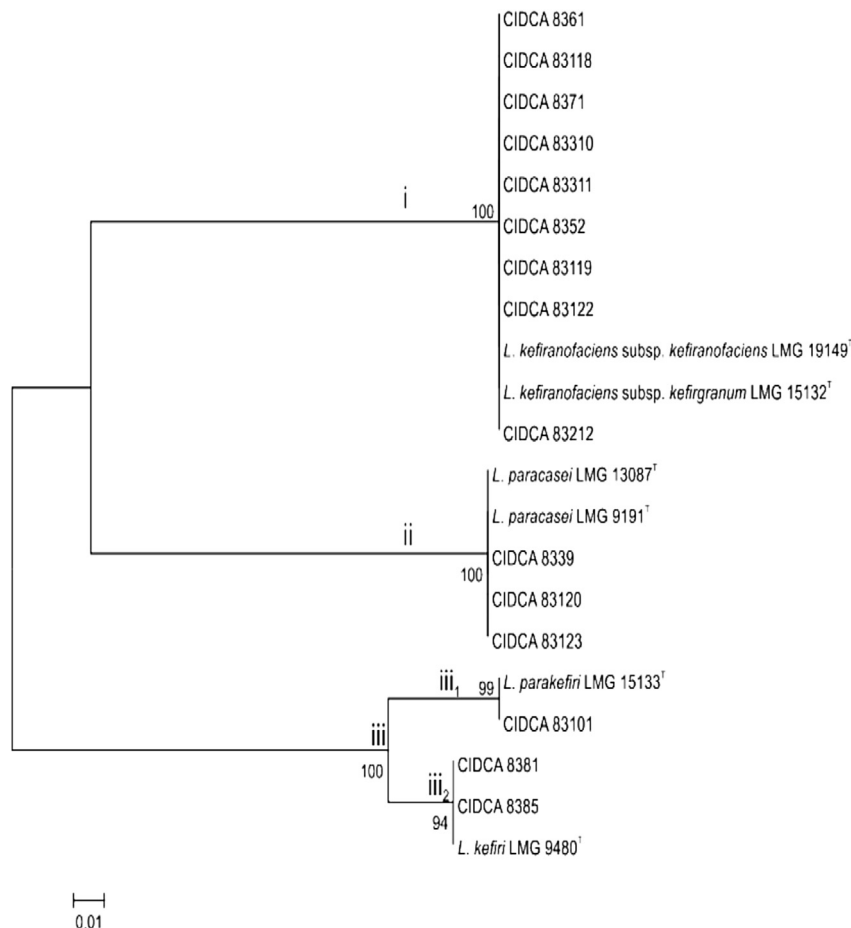 CIDCA 8361
CIDCA 83118
CIDCA 8371
CIDCA 83310
CIDCA 83311
i
100
CIDCA 8352
CIDCA 83119
CIDCA 83122
L. kefiranofaciens subsp. kefiranofaciens LMG 19149ᵀ
L. kefiranofaciens subsp. kefirgranum LMG 15132ᵀ
CIDCA 83212
L. paracasei LMG 13087ᵀ
L. paracasei LMG 9191ᵀ
ii
CIDCA 8339
100
CIDCA 83120
CIDCA 83123
iii₁
99
L. parakefiri LMG 15133ᵀ
CIDCA 83101
iii
100
CIDCA 8381
iii₂
CIDCA 8385
94
L. kefiri LMG 9480ᵀ
0.01